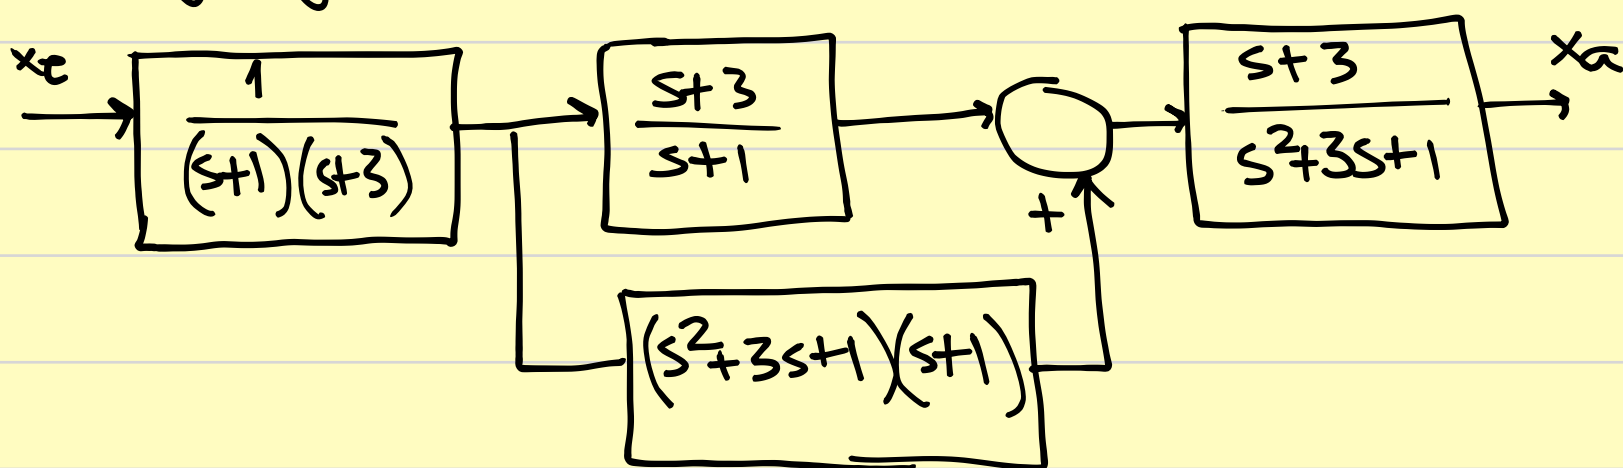 xe
1
(s+1)(s+3)
s+3
s+1
+
(s²+3s+1)(s+1)
s+3
s²+3s+1
xa